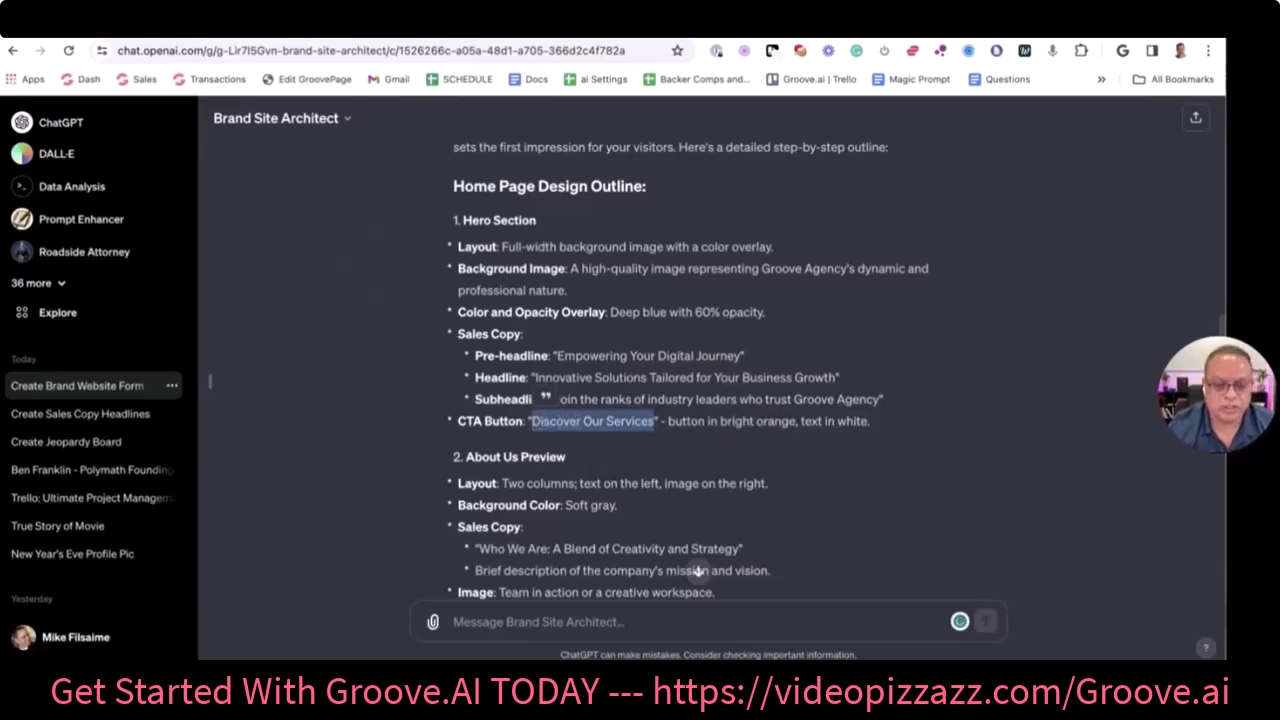 chat.openai.com/g/g-Lir7I5Gvn-brand-site-architect/c/1526266c-a05a-48d1-a705-366d2c4f782a
Apps Dash Sales Transactions Edit GroovePage Gmail SCHEDULE Docs ai Settings Backer Comps and... Groove.ai | Trello Magic Prompt Questions » All Bookmarks
ChatGPT
DALL·E
Data Analysis
Prompt Enhancer
Roadside Attorney
36 more
Explore
Today
Create Brand Website Form ...
Create Sales Copy Headlines
Create Jeopardy Board
Ben Franklin - Polymath Founding
Trello: Ultimate Project Managem
True Story of Movie
New Year's Eve Profile Pic
Yesterday
Mike Filsaime
Brand Site Architect
sets the first impression for your visitors. Here's a detailed step-by-step outline:
Home Page Design Outline:
1. Hero Section
• Layout: Full-width background image with a color overlay.
• Background Image: A high-quality image representing Groove Agency's dynamic and
professional nature.
• Color and Opacity Overlay: Deep blue with 60% opacity.
• Sales Copy:
• Pre-headline: "Empowering Your Digital Journey"
• Headline: "Innovative Solutions Tailored for Your Business Growth"
• Subheadli " oin the ranks of industry leaders who trust Groove Agency"
• CTA Button: "Discover Our Services" - button in bright orange, text in white.
2. About Us Preview
• Layout: Two columns; text on the left, image on the right.
• Background Color: Soft gray.
• Sales Copy:
• "Who We Are: A Blend of Creativity and Strategy"
• Brief description of the company's mission and vision.
• Image: Team in action or a creative workspace.
Message Brand Site Architect...
ChatGPT can make mistakes. Consider checking important information.
?
Get Started With Groove.AI TODAY --- https://videopizzazz.com/Groove.ai